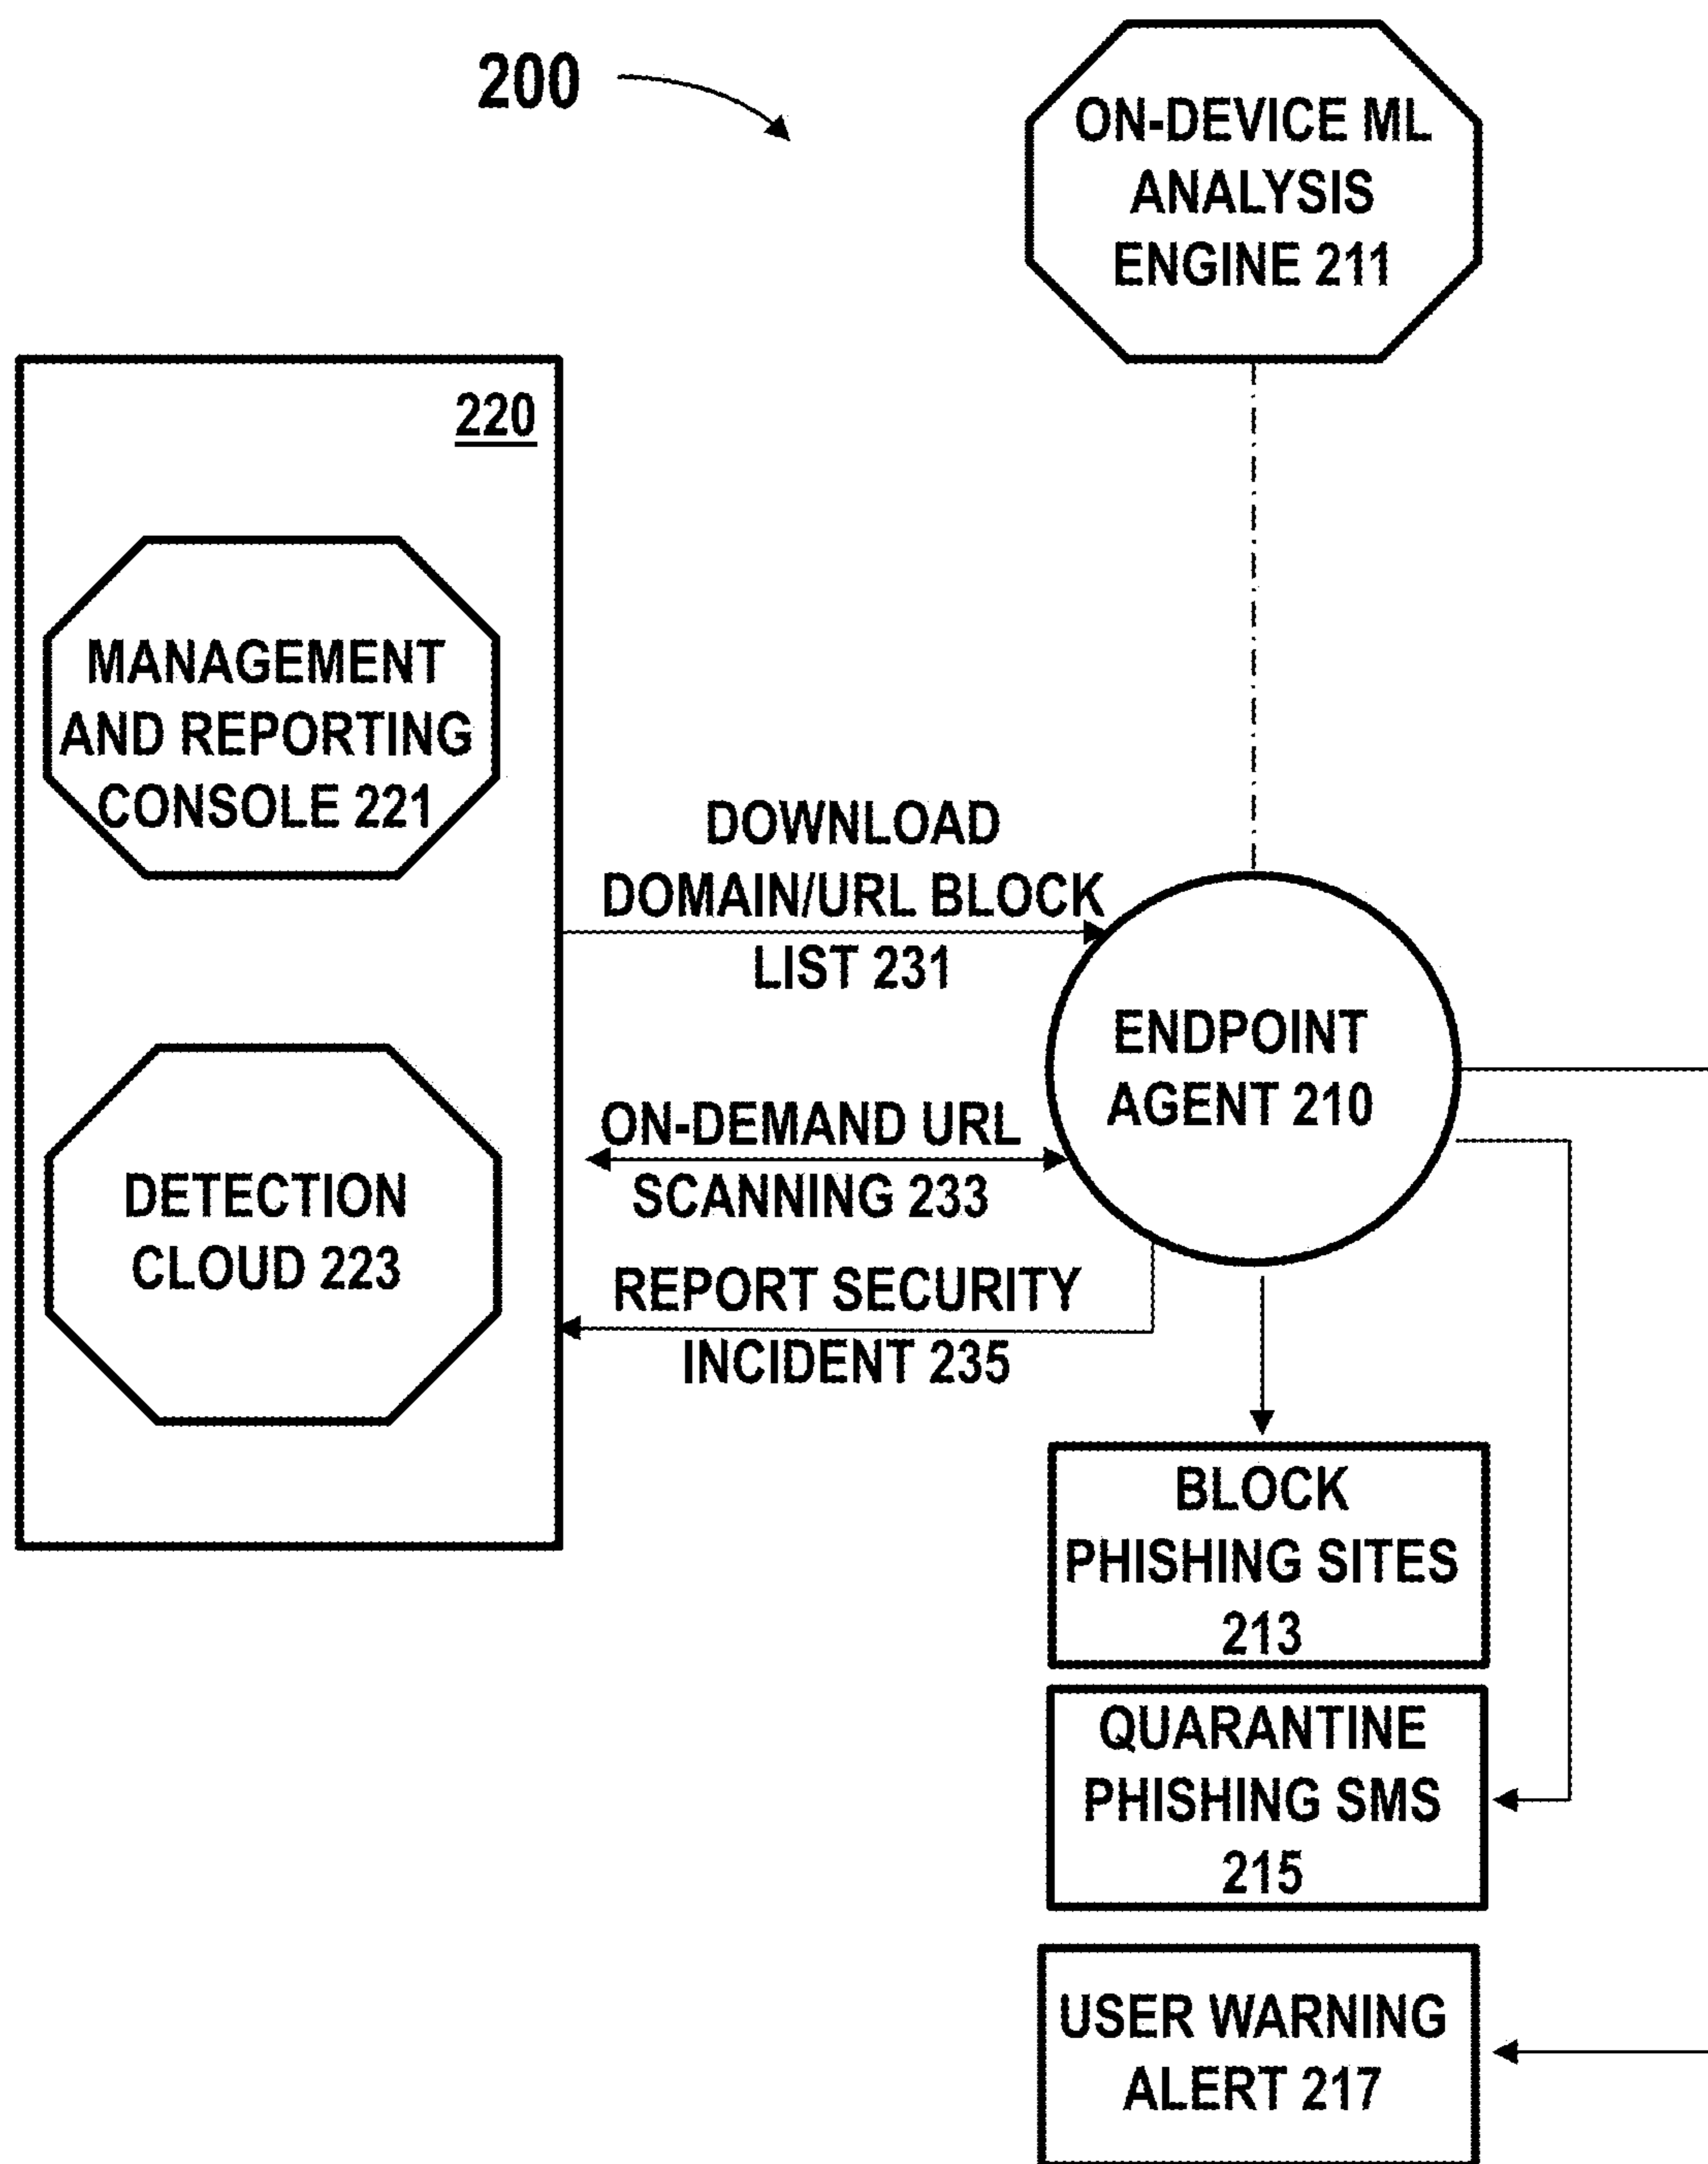 200
ON-DEVICE ML
ANALYSIS
ENGINE 211
220
MANAGEMENT
AND REPORTING
CONSOLE 221
DOWNLOAD
DOMAIN/URL BLOCK
LIST 231
ENDPOINT
AGENT 210
ON-DEMAND URL
SCANNING 233
DETECTION
CLOUD 223
REPORT SECURITY
INCIDENT 235
BLOCK
PHISHING SITES
213
QUARANTINE
PHISHING SMS
215
USER WARNING
ALERT 217